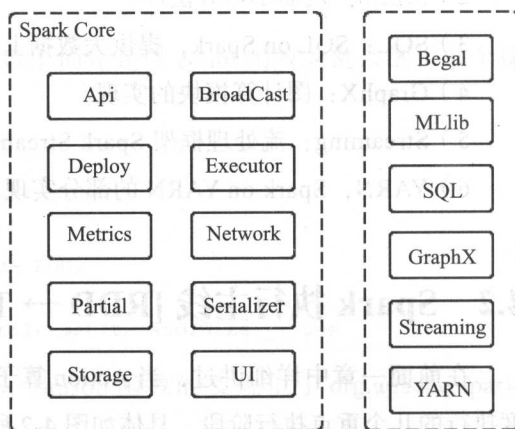 Spark Core
Api
BroadCast
Deploy
Executor
Metrics
Network
Partial
Serializer
Storage
UI
Begal
MLlib
SQL
GraphX
Streaming
YARN